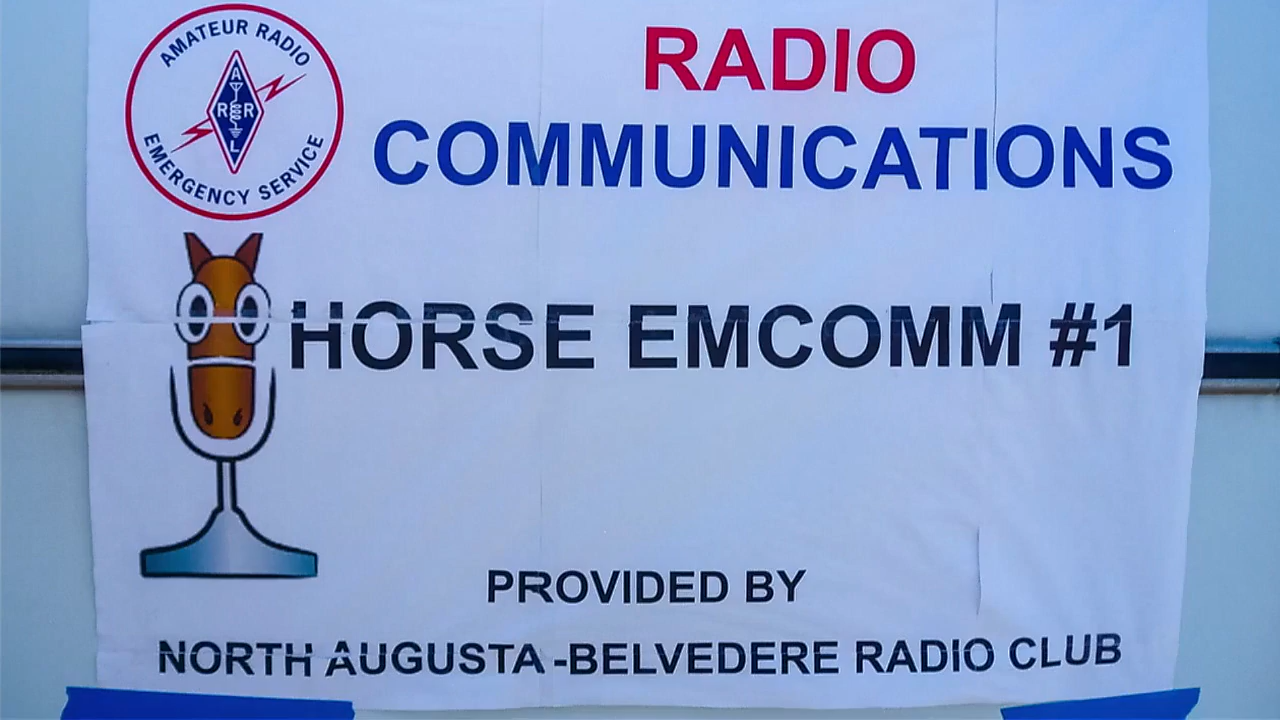 AMATEUR RADIO
ARRL
EMERGENCY SERVICE
RADIO
COMMUNICATIONS
HORSE EMCOMM #1
PROVIDED BY
NORTH AUGUSTA-BELVEDERE RADIO CLUB